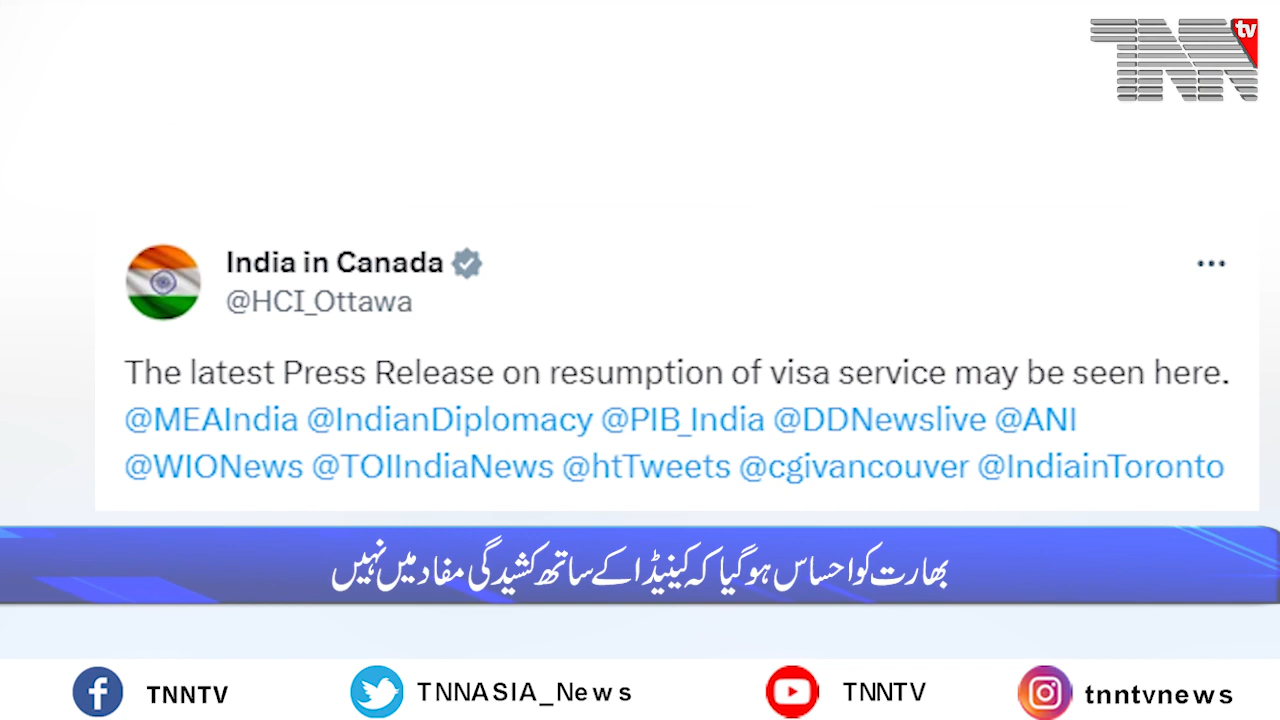 TNN tv
India in Canada
@HCI_Ottawa
The latest Press Release on resumption of visa service may be seen here.
@MEAIndia @IndianDiplomacy @PIB_India @DDNewslive @ANI
@WIONews @TOIIndiaNews @htTweets @cgivancouver @IndiainToronto
بھارت کو احساس ہوگیا کہ کینیڈا کے ساتھ کشیدگی مفاد میں نہیں
TNNTV TNNASIA_News TNNTV tnntvnews